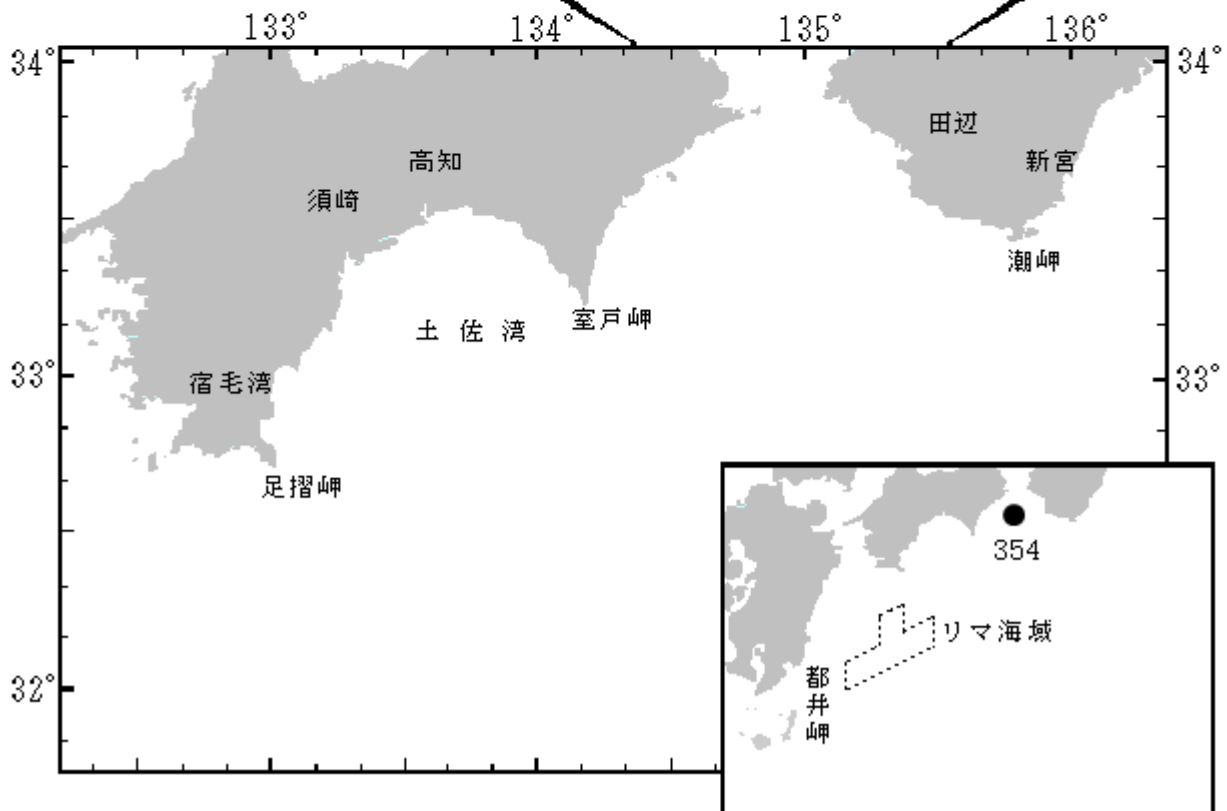 133°
134°
135°
136°
34°
34°
田辺
高知
新宮
須崎
潮岬
室戸岬
土佐湾
33°
33°
宿毛湾
足摺岬
354
リマ海域
都井岬
32°